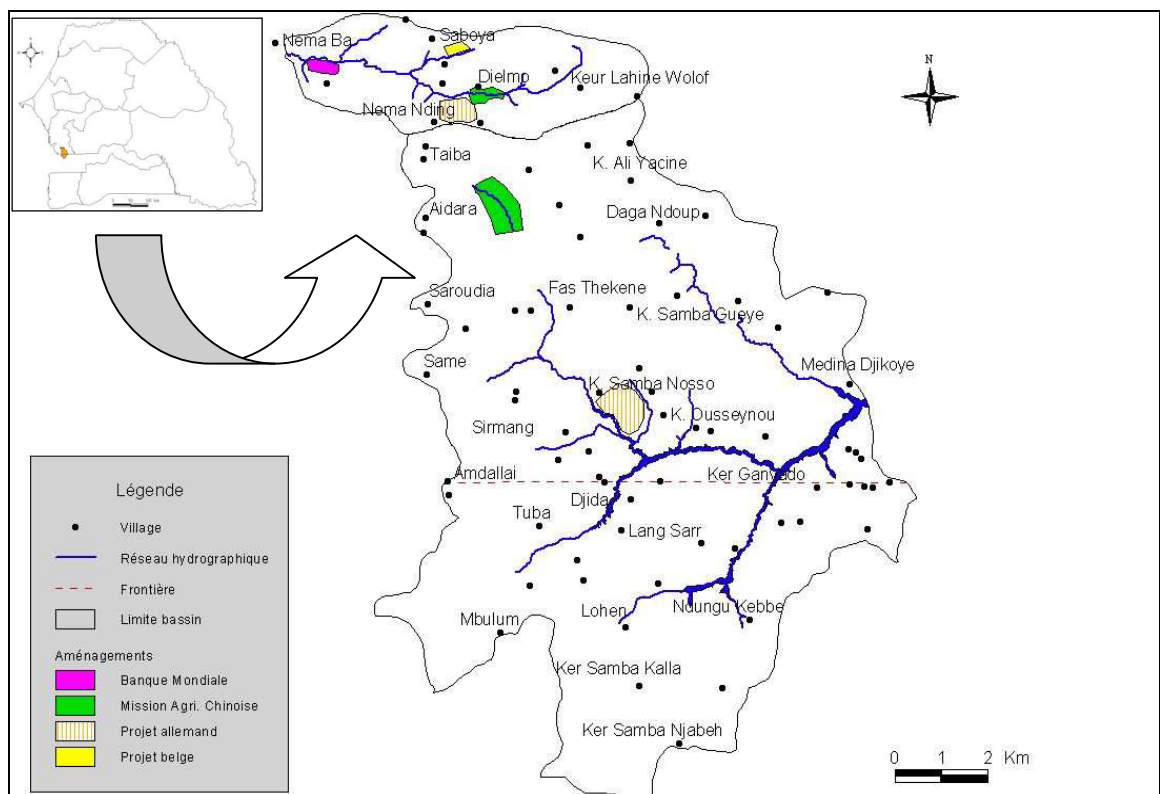 Nema Ba
Saboya
Dielmo
Keur Lahine Wolof
Nema Nding
N
Taiba
K. Ali Yacine
Aidara
Daga Ndoup
Saroudia
Fas Thekene
K. Samba Gueye
Same
K. Samba Nosso
Medina Djikoye
K. Ousseynou
Sirmang
Amdallai
Ker Ganyado
Djida
Tuba
Lang Sarr
Lohen
Ndungu Kebbe
Mbulum
Ker Samba Kalla
Ker Samba Njabeh
Légende
Village
Réseau hydrographique
Frontière
Limite bassin
Aménagements
Banque Mondiale
Mission Agri. Chinoise
Projet allemand
Projet belge
0 1 2 Km